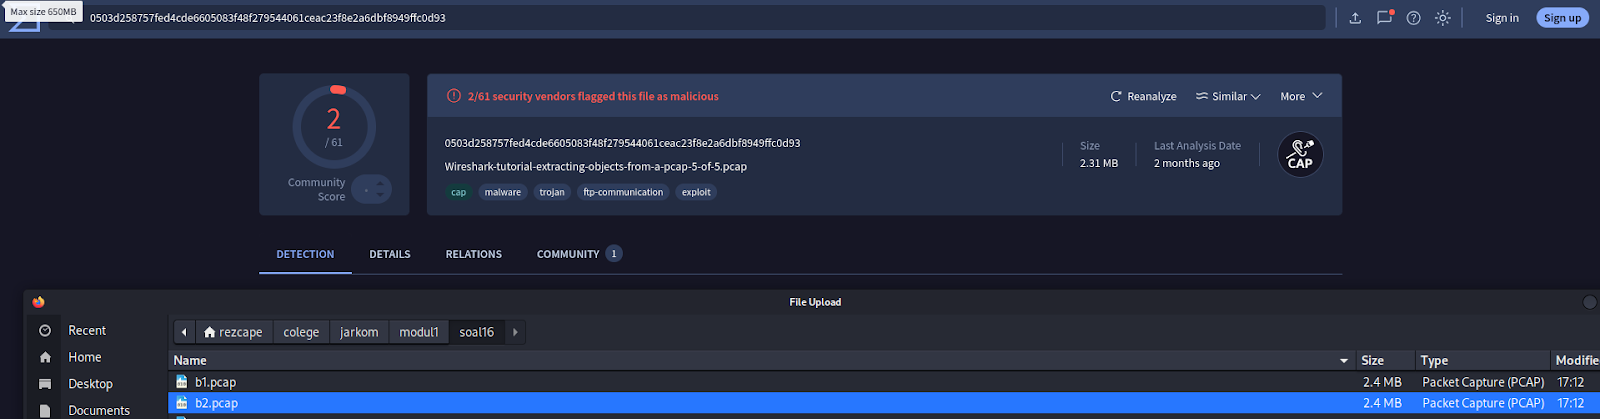 Max size 650MB
0503d258757fed4cde6605083f48f279544061ceac23f8e2a6dbf8949ffc0d93
Sign in
Sign up
2
/ 61
Community
Score
2/61 security vendors flagged this file as malicious
Reanalyze
Similar
More
0503d258757fed4cde6605083f48f279544061ceac23f8e2a6dbf8949ffc0d93
Wireshark-tutorial-extracting-objects-from-a-pcap-5-of-5.pcap
cap malware trojan ftp-communication exploit
Size
2.31 MB
Last Analysis Date
2 months ago
CAP
DETECTION DETAILS RELATIONS COMMUNITY 1
File Upload
Recent
Home
Desktop
Documents
rezcape colege jarkom modul1 soal16
Name Size Type Modifie
b1.pcap 2.4 MB Packet Capture (PCAP) 17:12
b2.pcap 2.4 MB Packet Capture (PCAP) 17:12